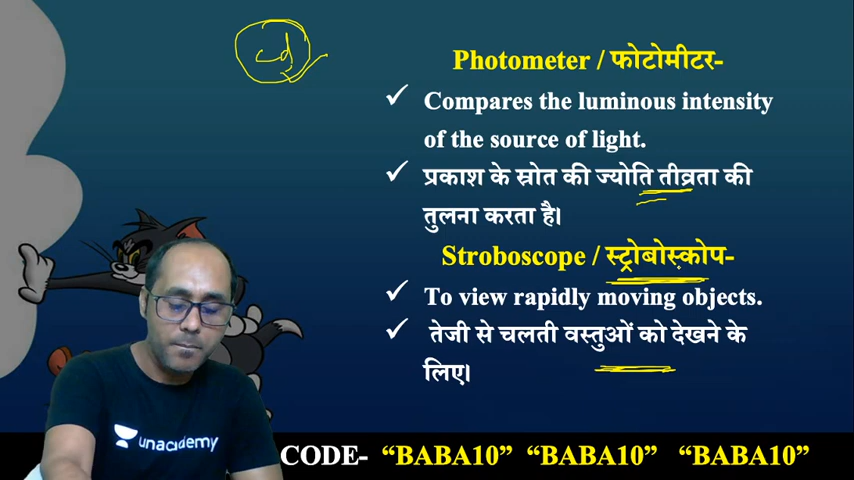 cd
Photometer / फोटोमीटर-
✓ Compares the luminous intensity
of the source of light.
✓ प्रकाश के स्रोत की ज्योति तीव्रता की
तुलना करता है।
Stroboscope / स्ट्रोबोस्कोप-
✓ To view rapidly moving objects.
✓ तेजी से चलती वस्तुओं को देखने के
लिए।
unacademy
CODE- “BABA10” “BABA10” “BABA10”